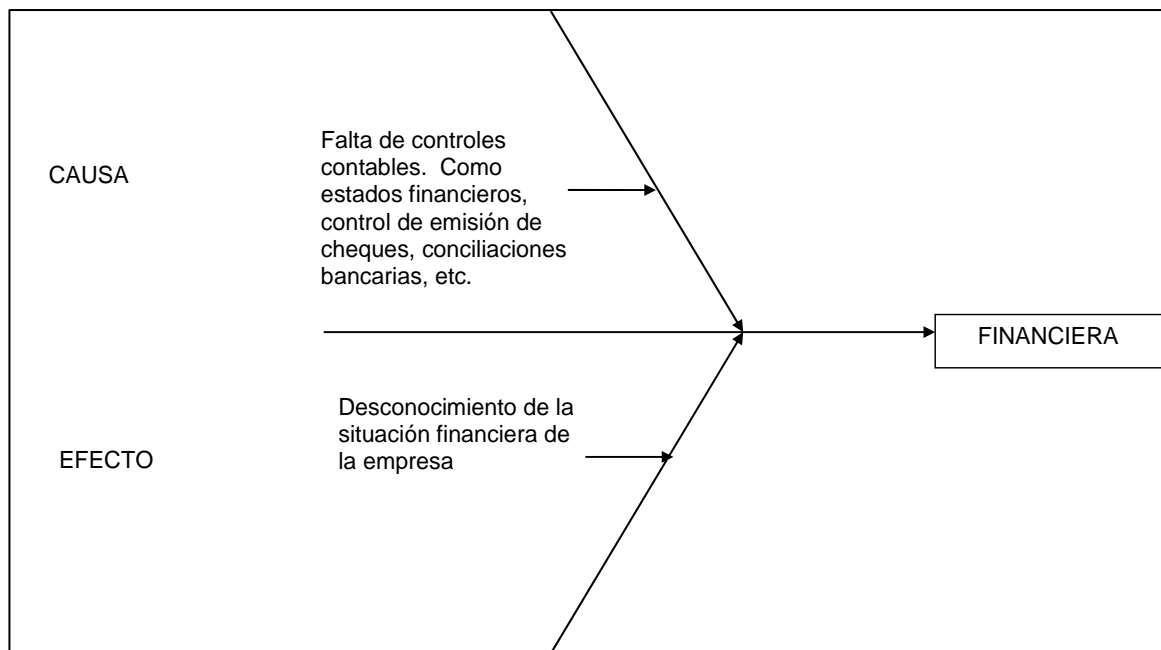 CAUSA
Falta de controles
contables. Como
estados financieros,
control de emisión de
cheques, conciliaciones
bancarias, etc.
FINANCIERA
EFECTO
Desconocimiento de la
situación financiera de
la empresa